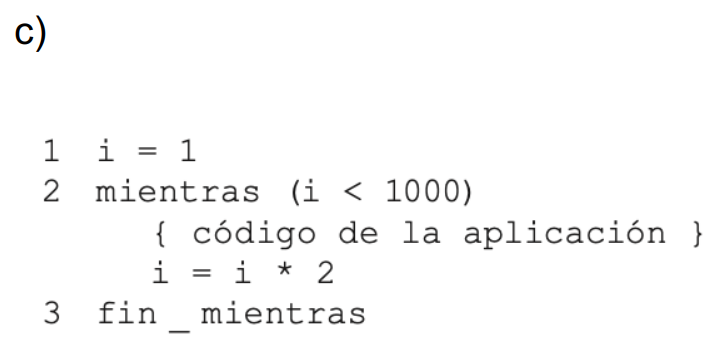 c)
1 i = 1
2 mientras (i < 1000)
{ código de la aplicación }
i = i * 2
3 fin _ mientras